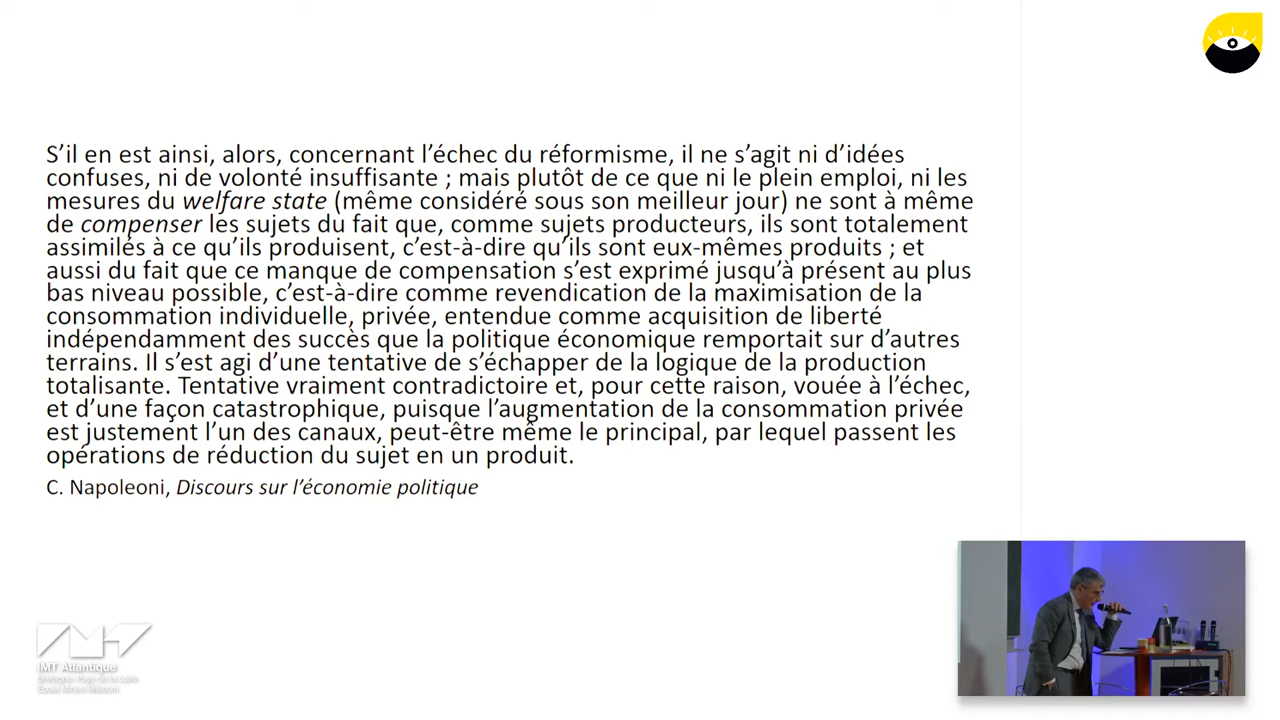 S’il en est ainsi, alors, concernant l’échec du réformisme, il ne s’agit ni d’idées
confuses, ni de volonté insuffisante ; mais plutôt de ce que ni le plein emploi, ni les
mesures du welfare state (même considéré sous son meilleur jour) ne sont à même
de compenser les sujets du fait que, comme sujets producteurs, ils sont totalement
assimilés à ce qu’ils produisent, c’est-à-dire qu’ils sont eux-mêmes produits ; et
aussi du fait que ce manque de compensation s’est exprimé jusqu’à présent au plus
bas niveau possible, c’est-à-dire comme revendication de la maximisation de la
consommation individuelle, privée, entendue comme acquisition de liberté
indépendamment des succès que la politique économique remportait sur d’autres
terrains. Il s’est agi d’une tentative de s’échapper de la logique de la production
totalisante. Tentative vraiment contradictoire et, pour cette raison, vouée à l’échec,
et d’une façon catastrophique, puisque l’augmentation de la consommation privée
est justement l’un des canaux, peut-être même le principal, par lequel passent les
opérations de réduction du sujet en un produit.
C. Napoleoni, Discours sur l’économie politique
IMT Atlantique
Bretagne-Pays de la Loire
École Mines-Télécom